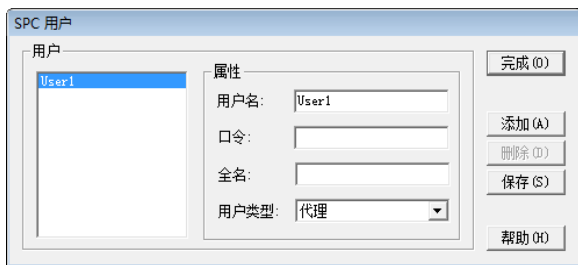 SPC 用户
用户
User1
属性
用户名: User1
口令:
全名:
用户类型: 代理
完成(O)
添加(A)
删除(D)
保存(S)
帮助(H)